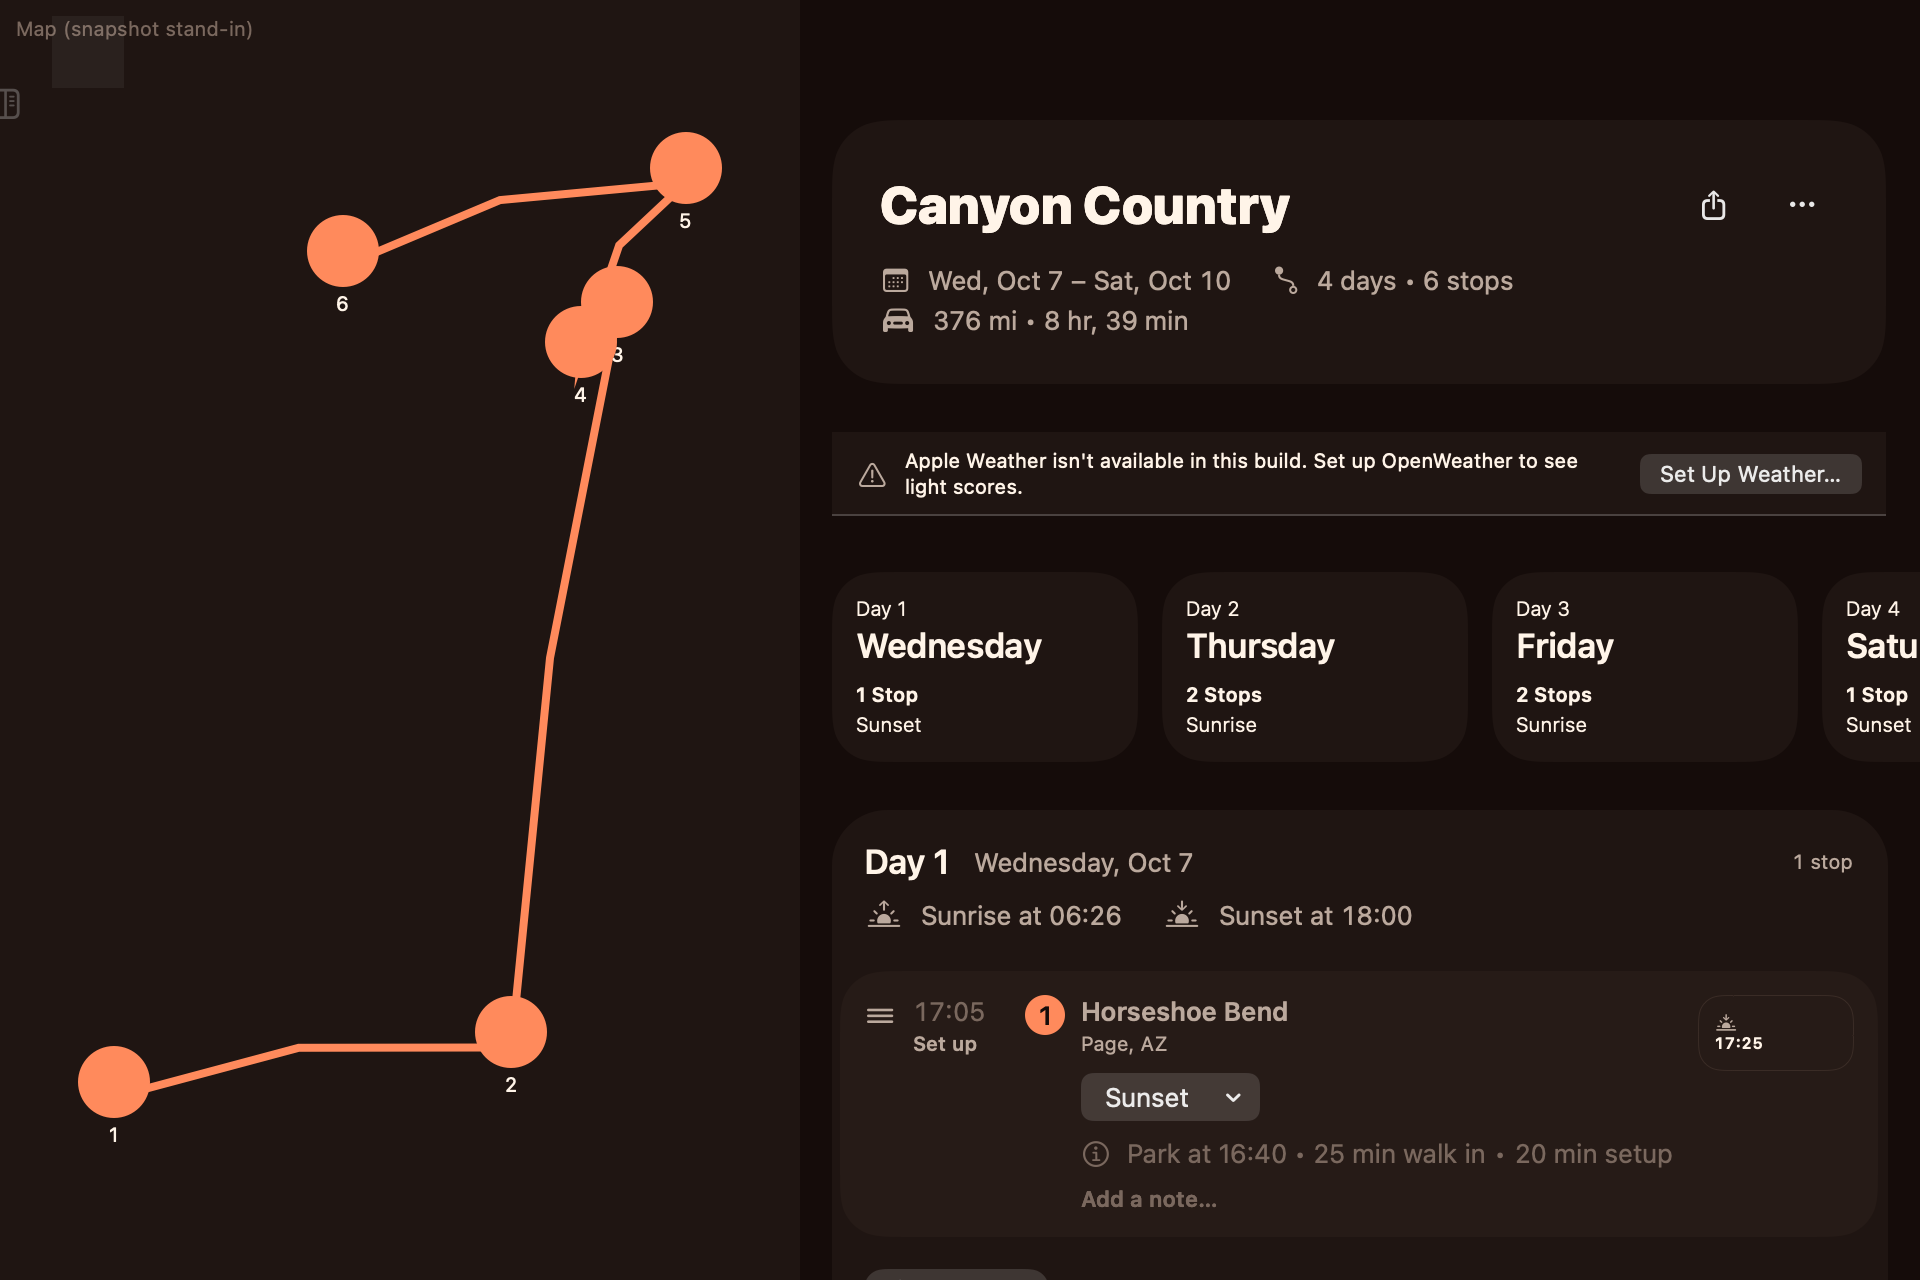 Map (snapshot stand-in)
5
6
3
4
2
1
Canyon Country
Wed, Oct 7 – Sat, Oct 10
4 days • 6 stops
376 mi • 8 hr, 39 min
Apple Weather isn't available in this build. Set up OpenWeather to see
light scores.
Set Up Weather...
Day 1
Wednesday
1 Stop
Sunset
Day 2
Thursday
2 Stops
Sunrise
Day 3
Friday
2 Stops
Sunrise
Day 4
Satu
1 Stop
Sunset
Day 1 Wednesday, Oct 7
1 stop
Sunrise at 06:26
Sunset at 18:00
17:05
Set up
1
Horseshoe Bend
Page, AZ
17:25
Sunset
Park at 16:40 • 25 min walk in • 20 min setup
Add a note...